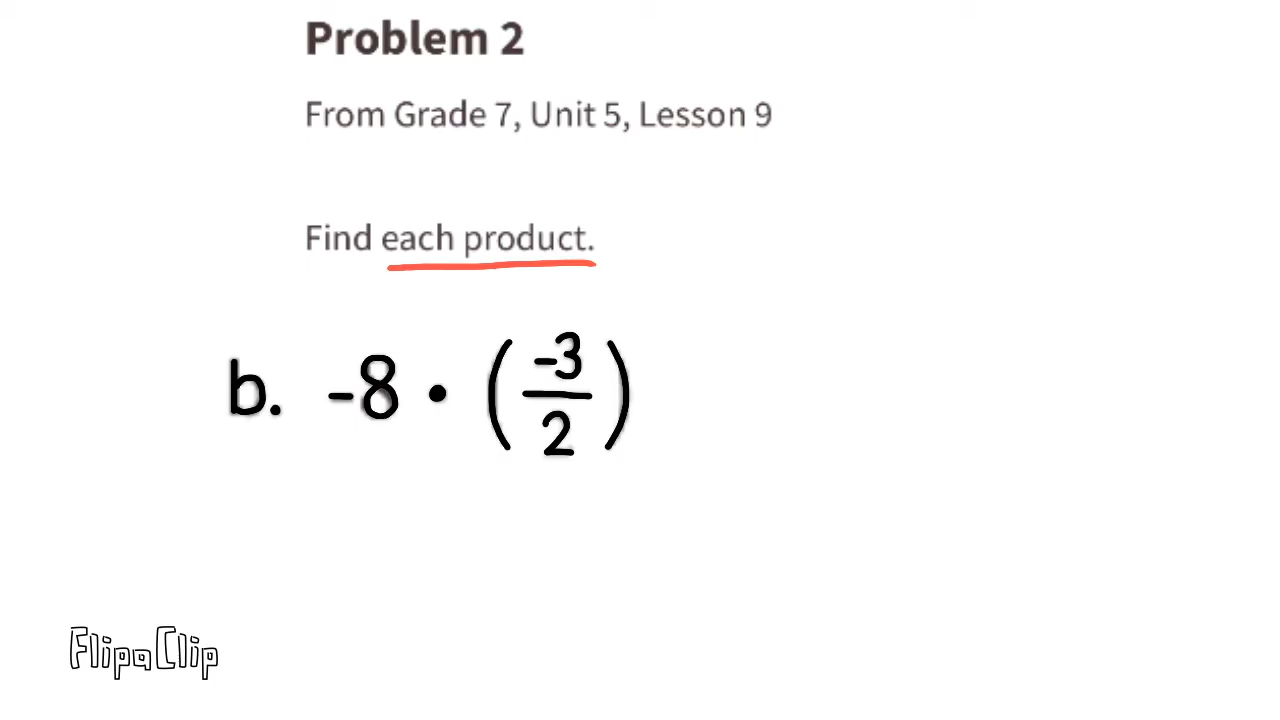 Problem 2
From Grade 7, Unit 5, Lesson 9
Find each product.
b. -8 • (-3/2)
FlipaClip